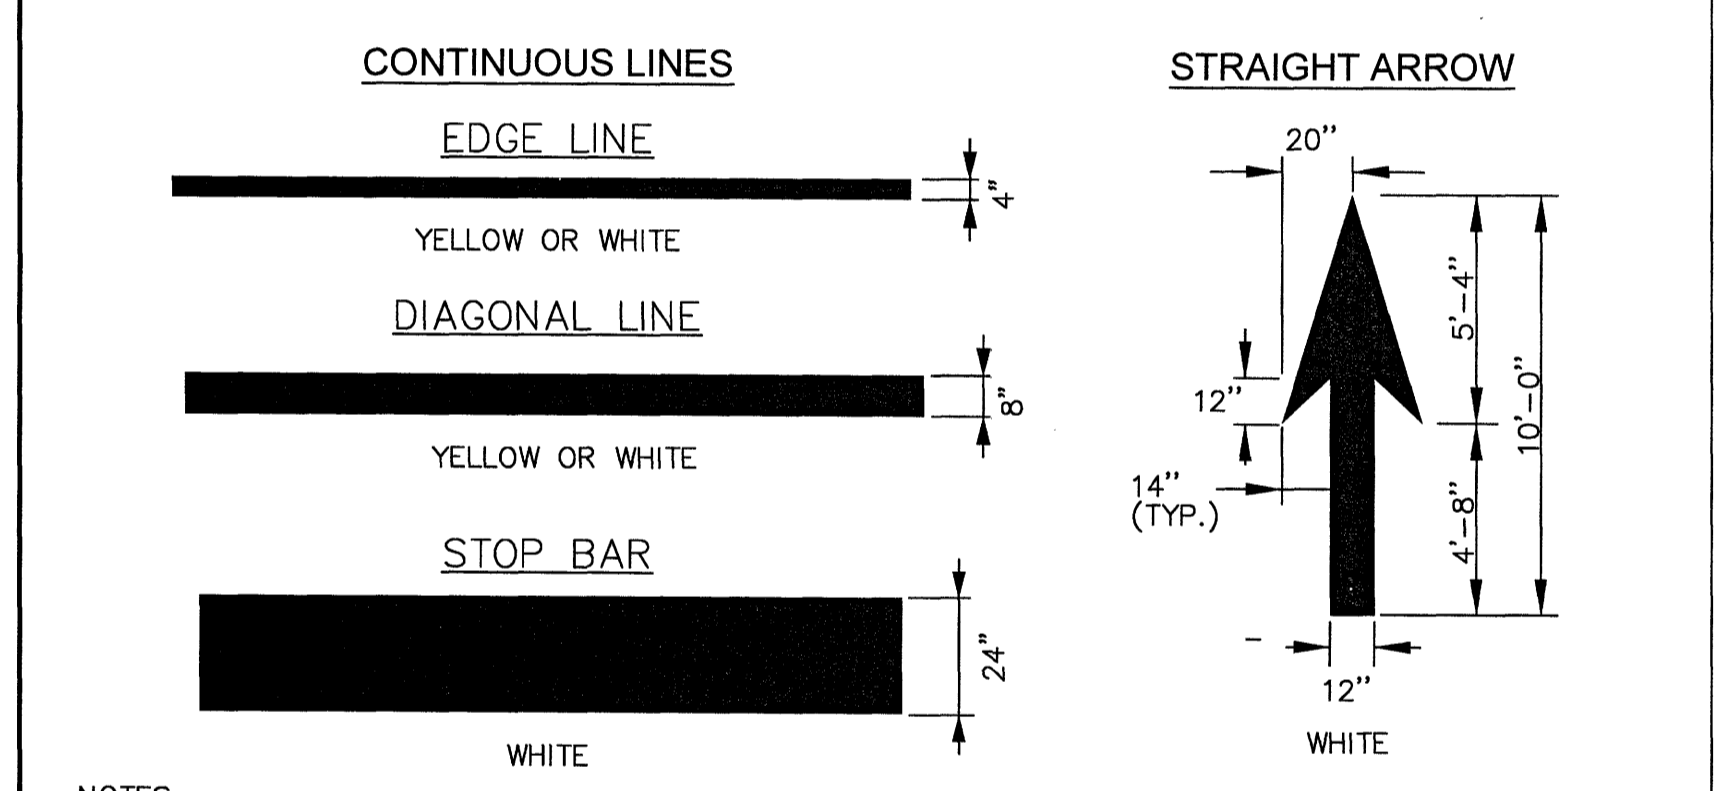 CONTINUOUS LINES
EDGE LINE
4"
YELLOW OR WHITE
DIAGONAL LINE
8"
YELLOW OR WHITE
STOP BAR
24"
WHITE
NOTES
STRAIGHT ARROW
20"
5'-4"
12"
10'-0"
14"
(TYP.)
4'-8"
12"
WHITE